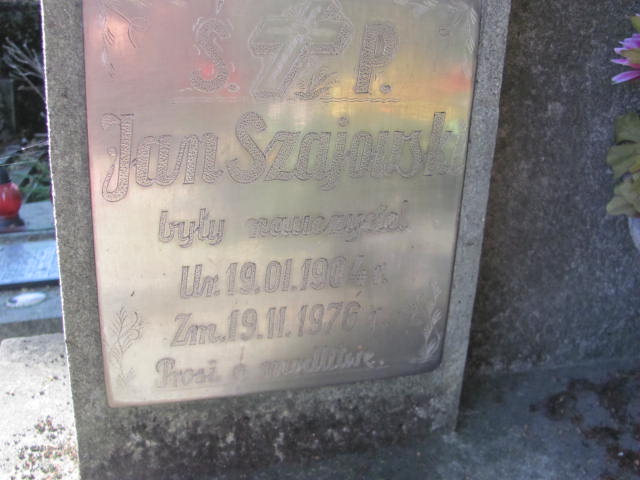 Ś. P.
Jan Szajowski
były nauczyciel
Ur. 19.01.1904 r.
Zm. 19.11.1976 r.
Prosi o modlitwę.